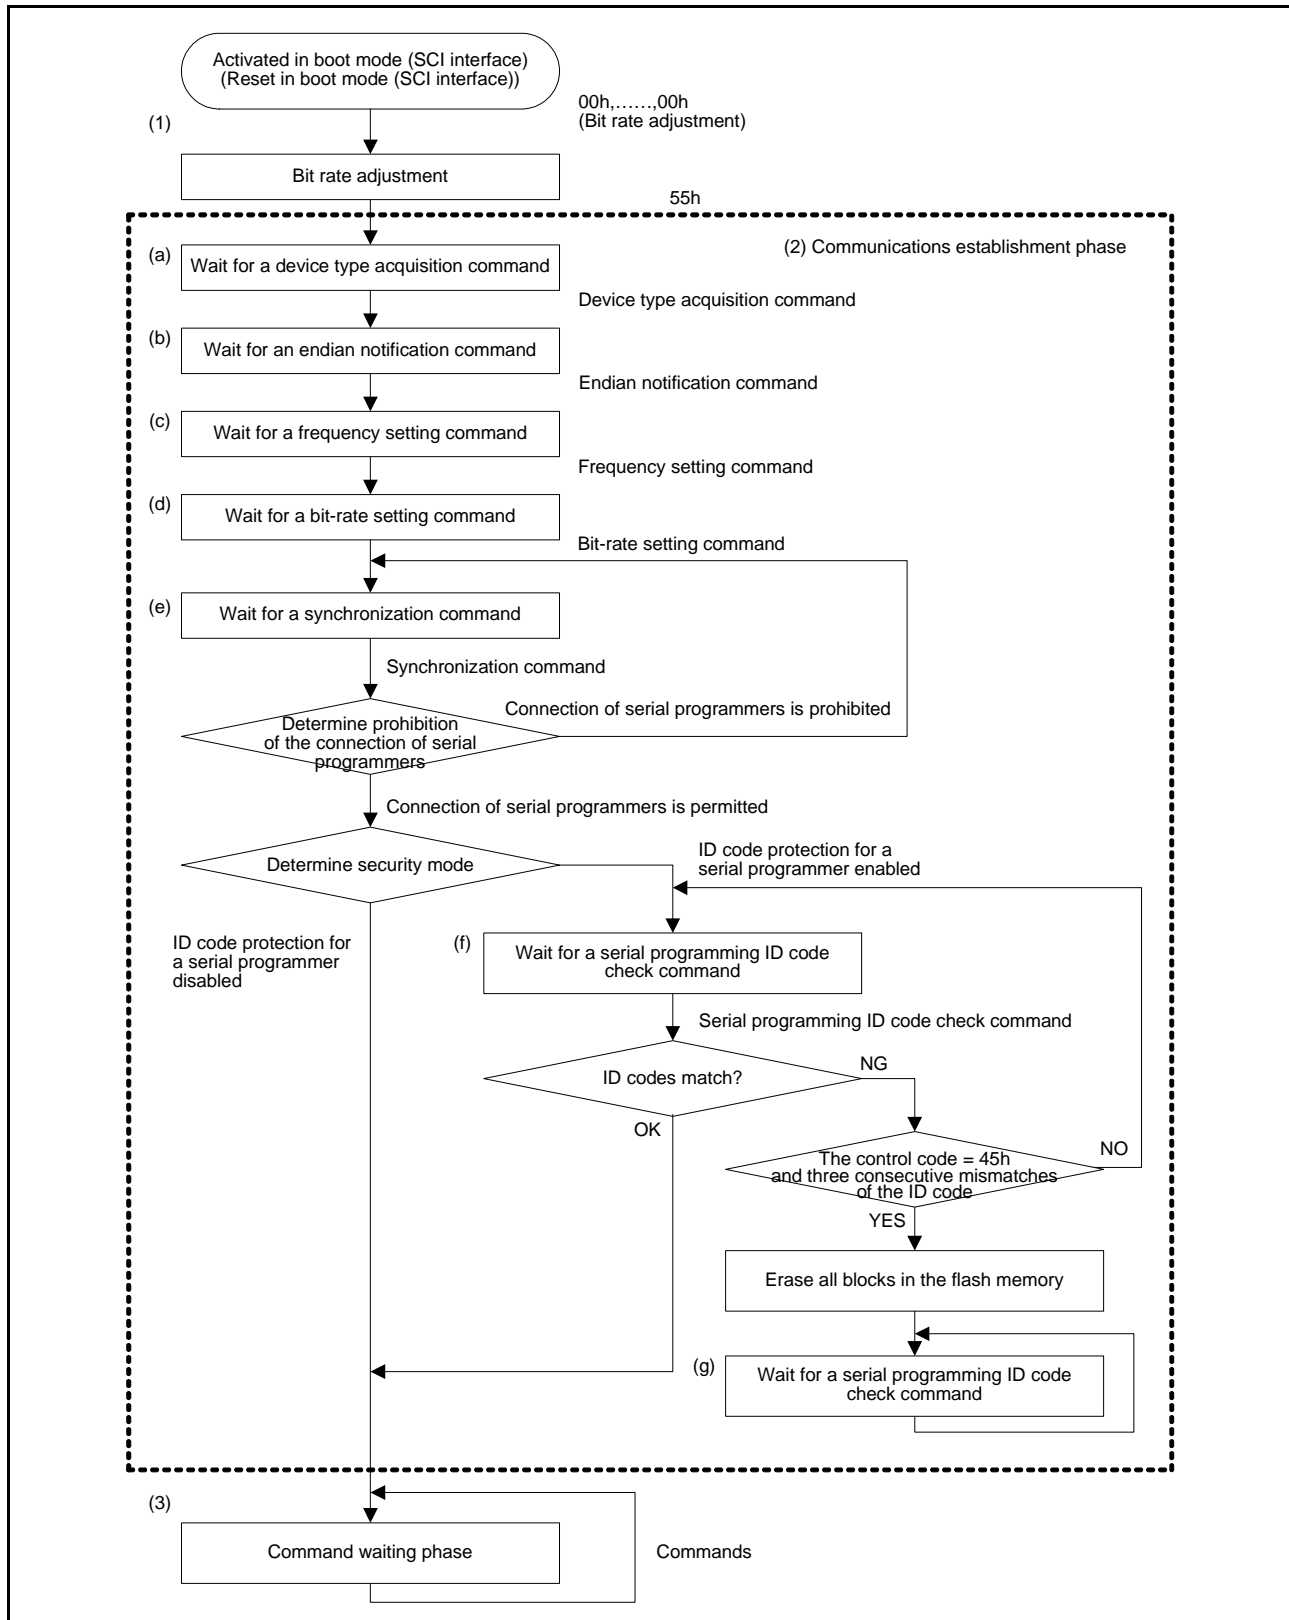 Activated in boot mode (SCI interface)
(Reset in boot mode (SCI interface))
00h,……,00h
(Bit rate adjustment)
(1)
Bit rate adjustment
55h
(2) Communications establishment phase
(a)
Wait for a device type acquisition command
Device type acquisition command
(b)
Wait for an endian notification command
Endian notification command
(c)
Wait for a frequency setting command
Frequency setting command
(d)
Wait for a bit-rate setting command
Bit-rate setting command
(e)
Wait for a synchronization command
Synchronization command
Connection of serial programmers is prohibited
Determine prohibition
of the connection of serial
programmers
Connection of serial programmers is permitted
Determine security mode
ID code protection for a
serial programmer enabled
ID code protection for
a serial programmer
disabled
(f)
Wait for a serial programming ID code
check command
Serial programming ID code check command
ID codes match?
NG
OK
The control code = 45h
and three consecutive mismatches
of the ID code
NO
YES
Erase all blocks in the flash memory
(g)
Wait for a serial programming ID code
check command
(3)
Command waiting phase
Commands